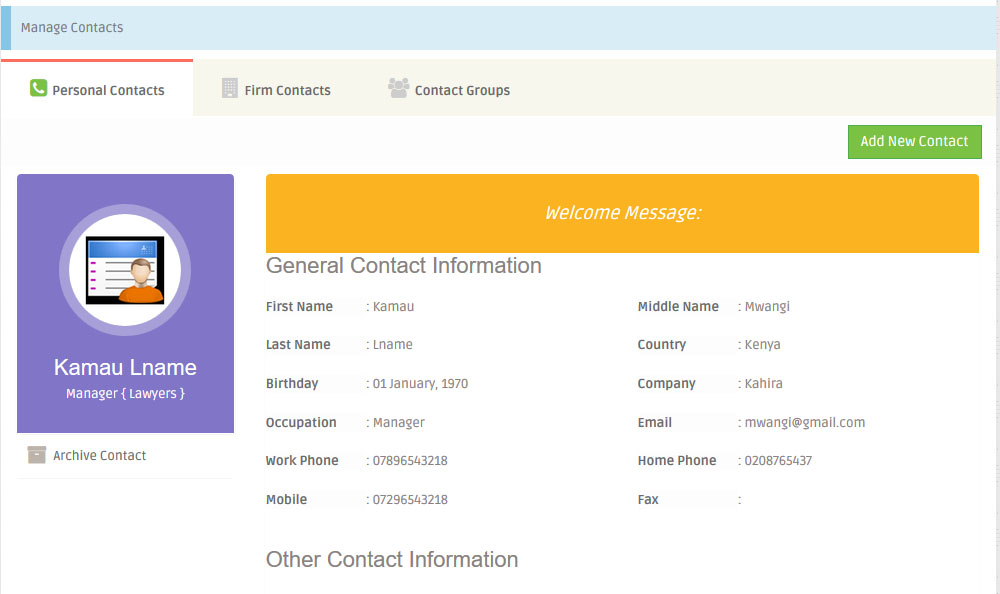 Manage Contacts
Personal Contacts Firm Contacts Contact Groups
Add New Contact
Kamau Lname
Manager { Lawyers }
Archive Contact
Welcome Message:
General Contact Information
First Name : Kamau Middle Name : Mwangi
Last Name : Lname Country : Kenya
Birthday : 01 January, 1970 Company : Kahira
Occupation : Manager Email : mwangi@gmail.com
Work Phone : 07896543218 Home Phone : 0208765437
Mobile : 07296543218 Fax :
Other Contact Information